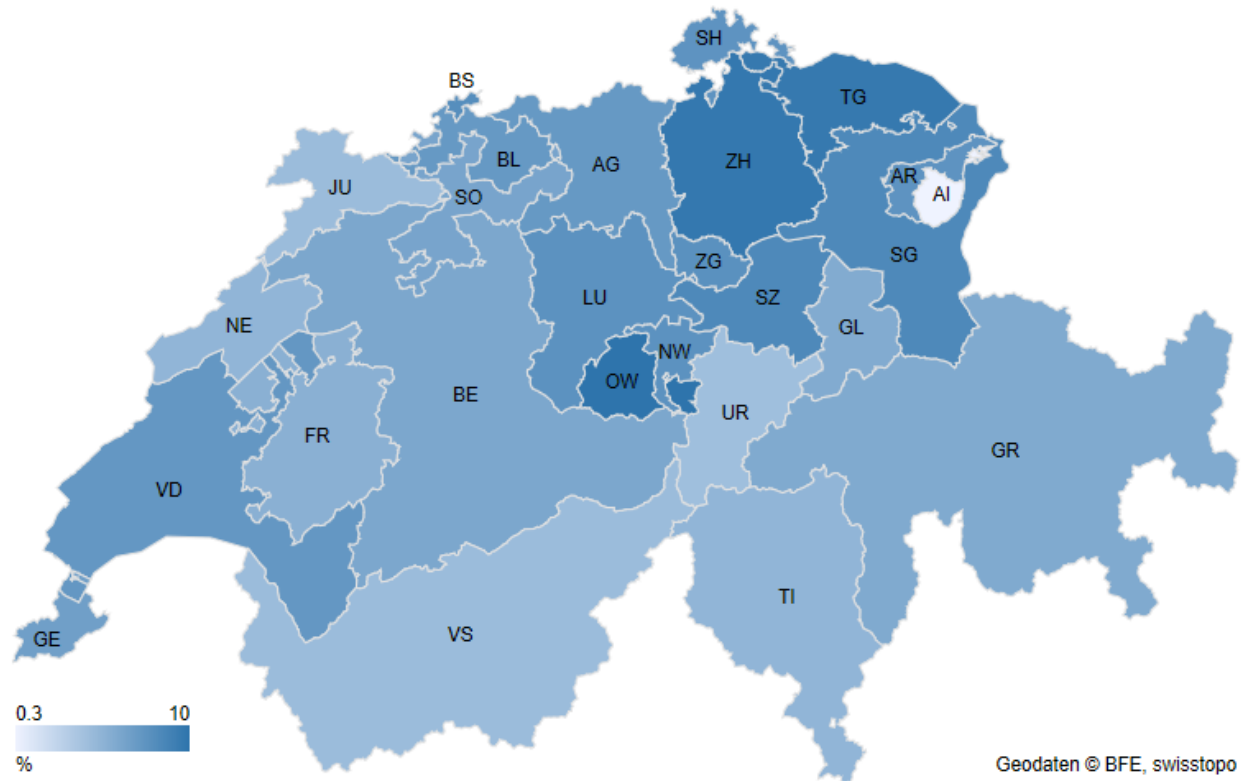 SH
BS
TG
BL
AG
ZH
JU
SO
AR
AI
ZG
SG
LU
SZ
NE
GL
NW
OW
BE
UR
FR
GR
VD
TI
VS
GE
0.3 10
%
Geodaten © BFE, swisstopo